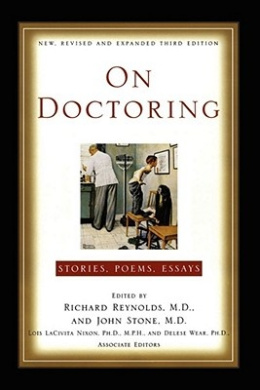 NEW, REVISED AND EXPANDED THIRD EDITION
ON
DOCTORING
STORIES, POEMS, ESSAYS
EDITED BY
RICHARD REYNOLDS, M.D.,
AND JOHN STONE, M.D.
LOIS LACIVITA NIXON, PH.D., M.P.H., AND DELESE WEAR, PH.D.,
ASSOCIATE EDITORS